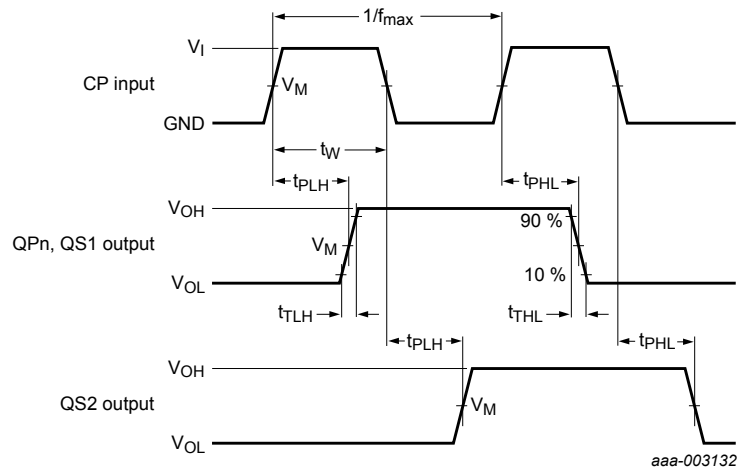 1/fmax
VI
CP input
VM
GND
tW
tPLH
tPHL
VOH
90 %
QPn, QS1 output
VM
10 %
VOL
tTLH
tTHL
tPLH
tPHL
VOH
QS2 output
VM
VOL
aaa-003132